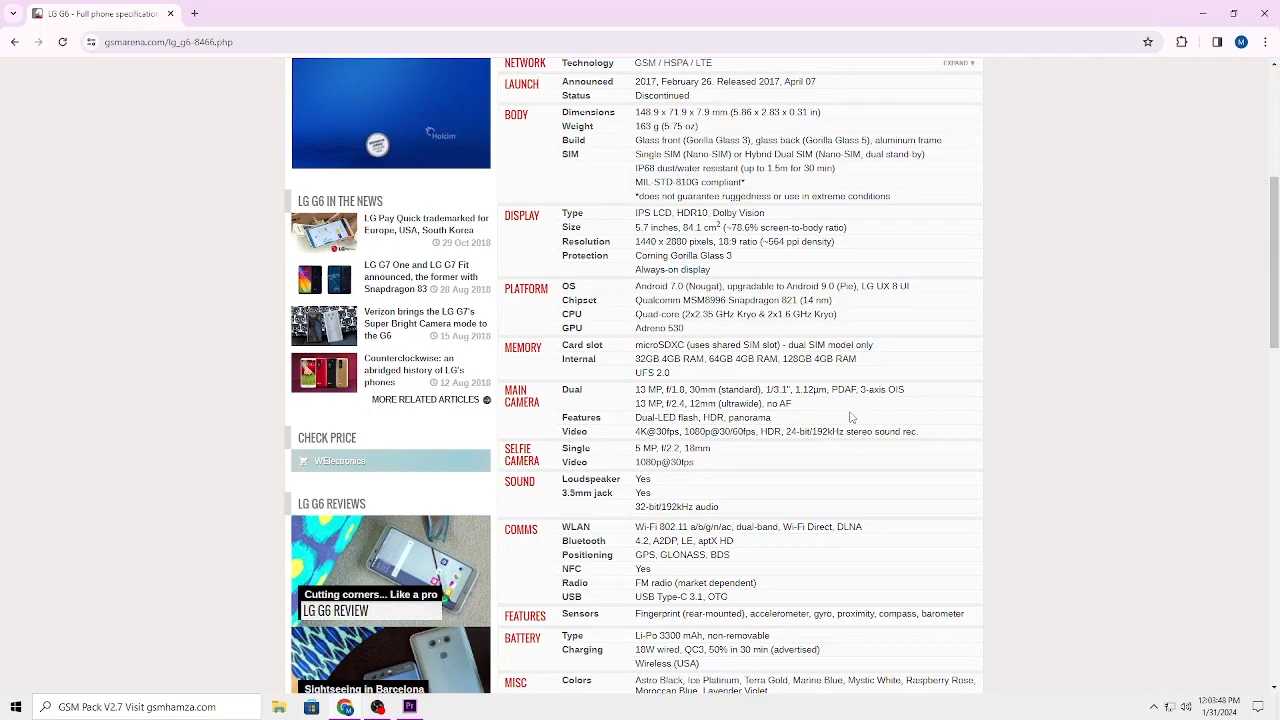 LG G6 - Full phone specification
gsmarena.com/lg_g6-8466.php
Holcim
LG G6 IN THE NEWS
LG Pay Quick trademarked for
Europe, USA, South Korea
29 Oct 2018
LG G7 One and LG G7 Fit
announced, the former with
Snapdragon 83 28 Aug 2018
Verizon brings the LG G7's
Super Bright Camera mode to
the G6 15 Aug 2018
Counterclockwise: an
abridged history of LG's
phones 12 Aug 2018
MORE RELATED ARTICLES
CHECK PRICE
WElectronics
LG G6 REVIEWS
Cutting corners... Like a pro
LG G6 REVIEW
Sightseeing in Barcelona
NETWORK Technology GSM / HSPA / LTE EXPAND ▼
LAUNCH Announced 2017, February 26. Released 2017, April 07
Status Discontinued
BODY Dimensions 148.9 x 71.9 x 7.9 mm (5.86 x 2.83 x 0.31 in)
Weight 163 g (5.75 oz)
Build Glass front (Gorilla Glass 3), glass back (Gorilla Glass 5), aluminum frame
SIM Single SIM (Nano-SIM) or Hybrid Dual SIM (Nano-SIM, dual stand-by)
IP68 dust/water resistant (up to 1.5m for 30 min)
MIL-STD-810G compliant*
*does not guarantee ruggedness or use in extreme conditions
DISPLAY Type IPS LCD, HDR10, Dolby Vision
Size 5.7 inches, 84.1 cm2 (~78.6% screen-to-body ratio)
Resolution 1440 x 2880 pixels, 18:9 ratio (~564 ppi density)
Protection Corning Gorilla Glass 3
Always-on display
PLATFORM OS Android 7.0 (Nougat), upgradable to Android 9.0 (Pie), LG UX 8 UI
Chipset Qualcomm MSM8996 Snapdragon 821 (14 nm)
CPU Quad-core (2x2.35 GHz Kryo & 2x1.6 GHz Kryo)
GPU Adreno 530
MEMORY Card slot microSDXC (uses shared SIM slot) - dual SIM model only
Internal 32GB 4GB RAM, 64GB 4GB RAM, 128GB 4GB RAM
UFS 2.0
MAIN CAMERA Dual 13 MP, f/1.8, 30mm (standard), 1/3.1", 1.12µm, PDAF, 3-axis OIS
13 MP, f/2.4, 12mm (ultrawide), no AF
Features Dual-LED flash, HDR, panorama
Video 4K@30fps, 1080p@30/60fps, HDR, 24-bit/192kHz stereo sound rec.
SELFIE CAMERA Single 5 MP, f/2.2, 18mm
Video 1080p@30fps
SOUND Loudspeaker Yes
3.5mm jack Yes
32-bit/192kHz audio
COMMS WLAN Wi-Fi 802.11 a/b/g/n/ac, dual-band, Wi-Fi Direct, DLNA
Bluetooth 4.2, A2DP, LE, aptX HD
Positioning GPS, GLONASS, BDS
NFC Yes
Radio FM radio (market dependent)
USB USB Type-C 3.1, OTG
FEATURES Sensors Fingerprint (rear-mounted), accelerometer, gyro, proximity, compass, barometer
BATTERY Type Li-Po 3300 mAh, non-removable
Charging 18W wired, QC3, 50% in 30 min (advertised)
Wireless (USA)
MISC Colors Astro Black, Ice Platinum, Terra Gold, Marine Blue, Mystic White, Raspberry Rose,
Moroccan Blue, Lavender Violet
GSM Pack V2.7 Visit gsmhamza.com
12:03:48 PM
1/31/2024